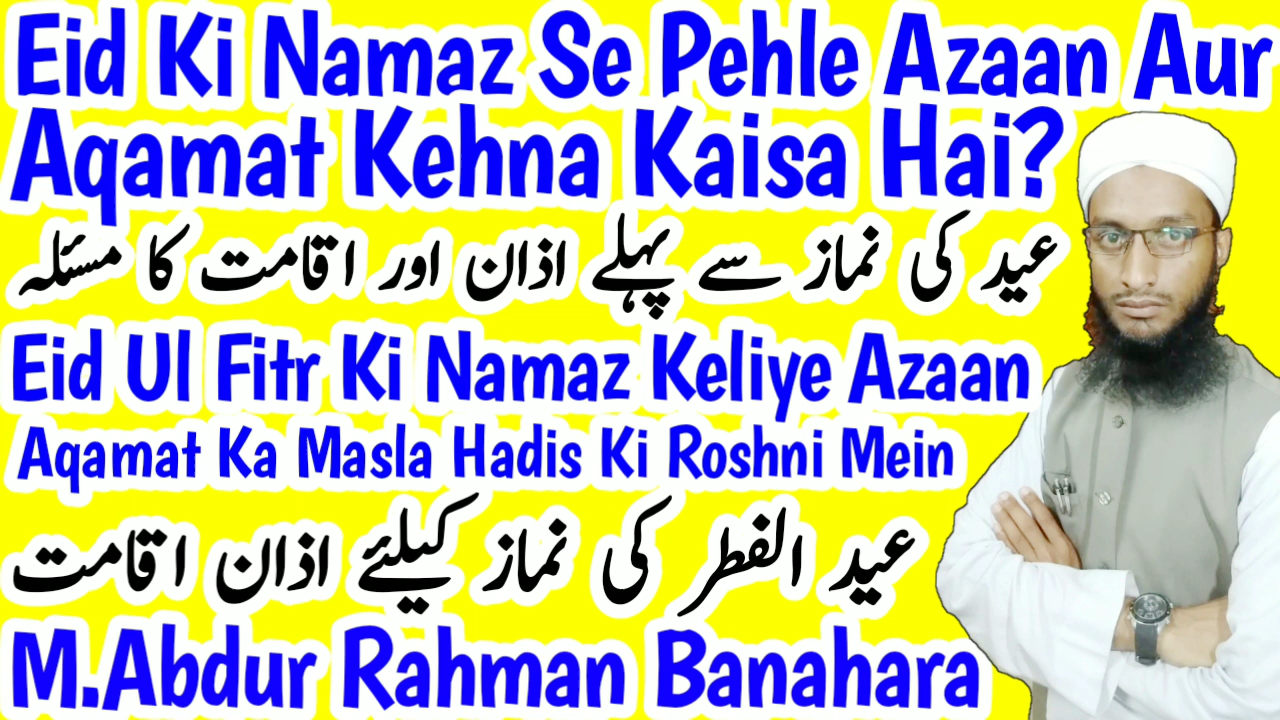 Eid Ki Namaz Se Pehle Azaan Aur
Aqamat Kehna Kaisa Hai?
عید کی نماز سے پہلے اذان اور اقامت کا مسئلہ
Eid Ul Fitr Ki Namaz Keliye Azaan
Aqamat Ka Masla Hadis Ki Roshni Mein
عید الفطر کی نماز کیلئے اذان اقامت
M.Abdur Rahman Banahara